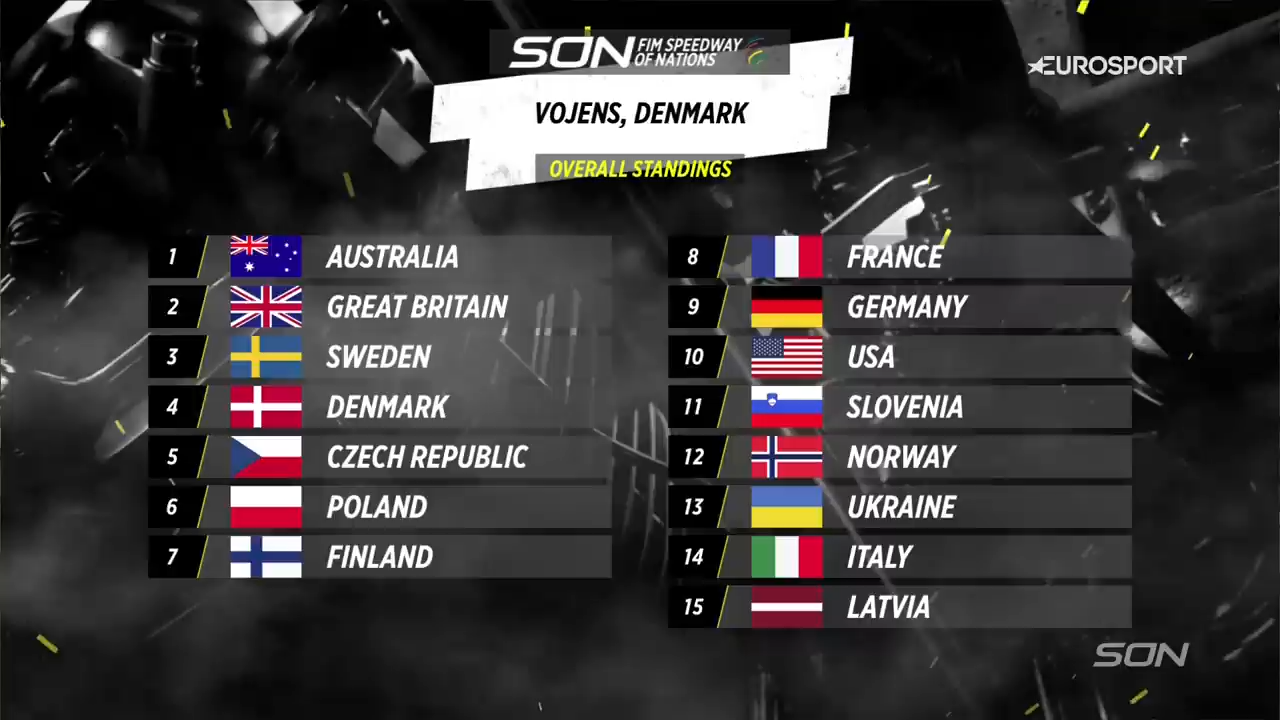 SON FIM SPEEDWAY
OF NATIONS
EUROSPORT
VOJENS, DENMARK
OVERALL STANDINGS
1 AUSTRALIA
2 GREAT BRITAIN
3 SWEDEN
4 DENMARK
5 CZECH REPUBLIC
6 POLAND
7 FINLAND
8 FRANCE
9 GERMANY
10 USA
11 SLOVENIA
12 NORWAY
13 UKRAINE
14 ITALY
15 LATVIA
SON